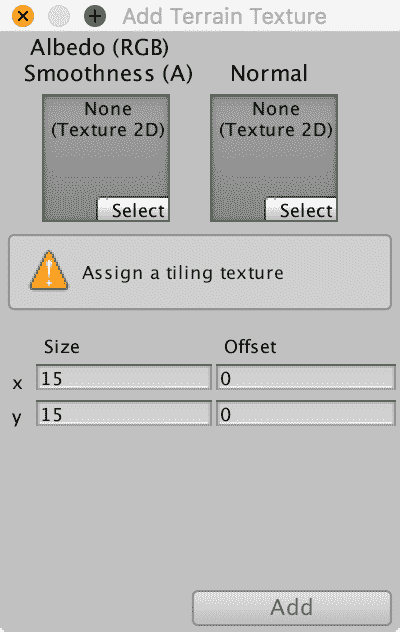 Add Terrain Texture
Albedo (RGB)
Smoothness (A) Normal
None None
(Texture 2D) (Texture 2D)
Select Select
Assign a tiling texture
Size Offset
x 15 0
y 15 0
Add